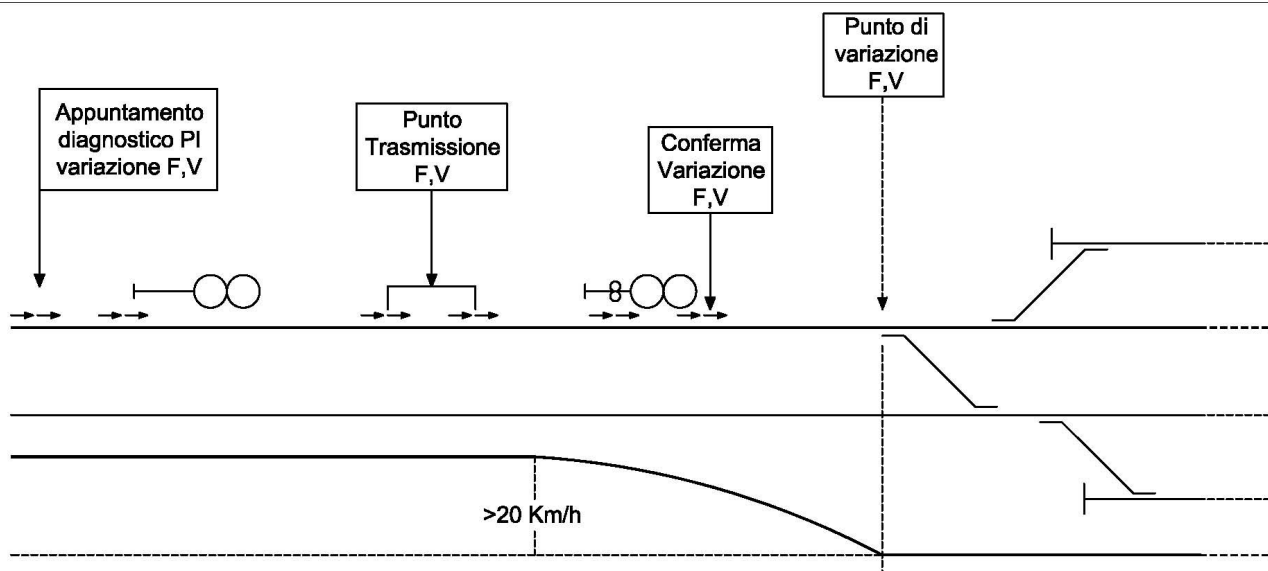 Appuntamento
diagnostico PI
variazione F,V
Punto
Trasmissione
F,V
Conferma
Variazione
F,V
Punto di
variazione
F,V
>20 Km/h